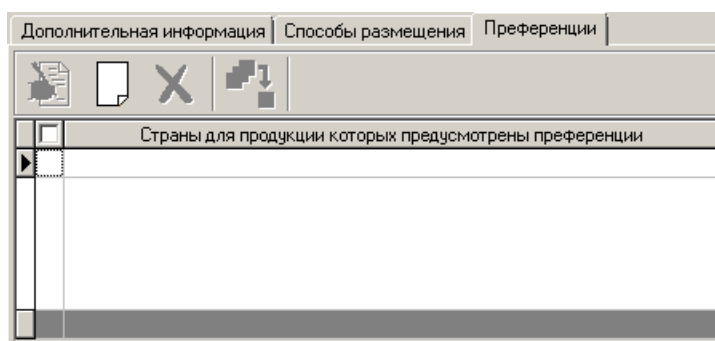 Дополнительная информация Способы размещения Преференции
Страны для продукции которых предусмотрены преференции